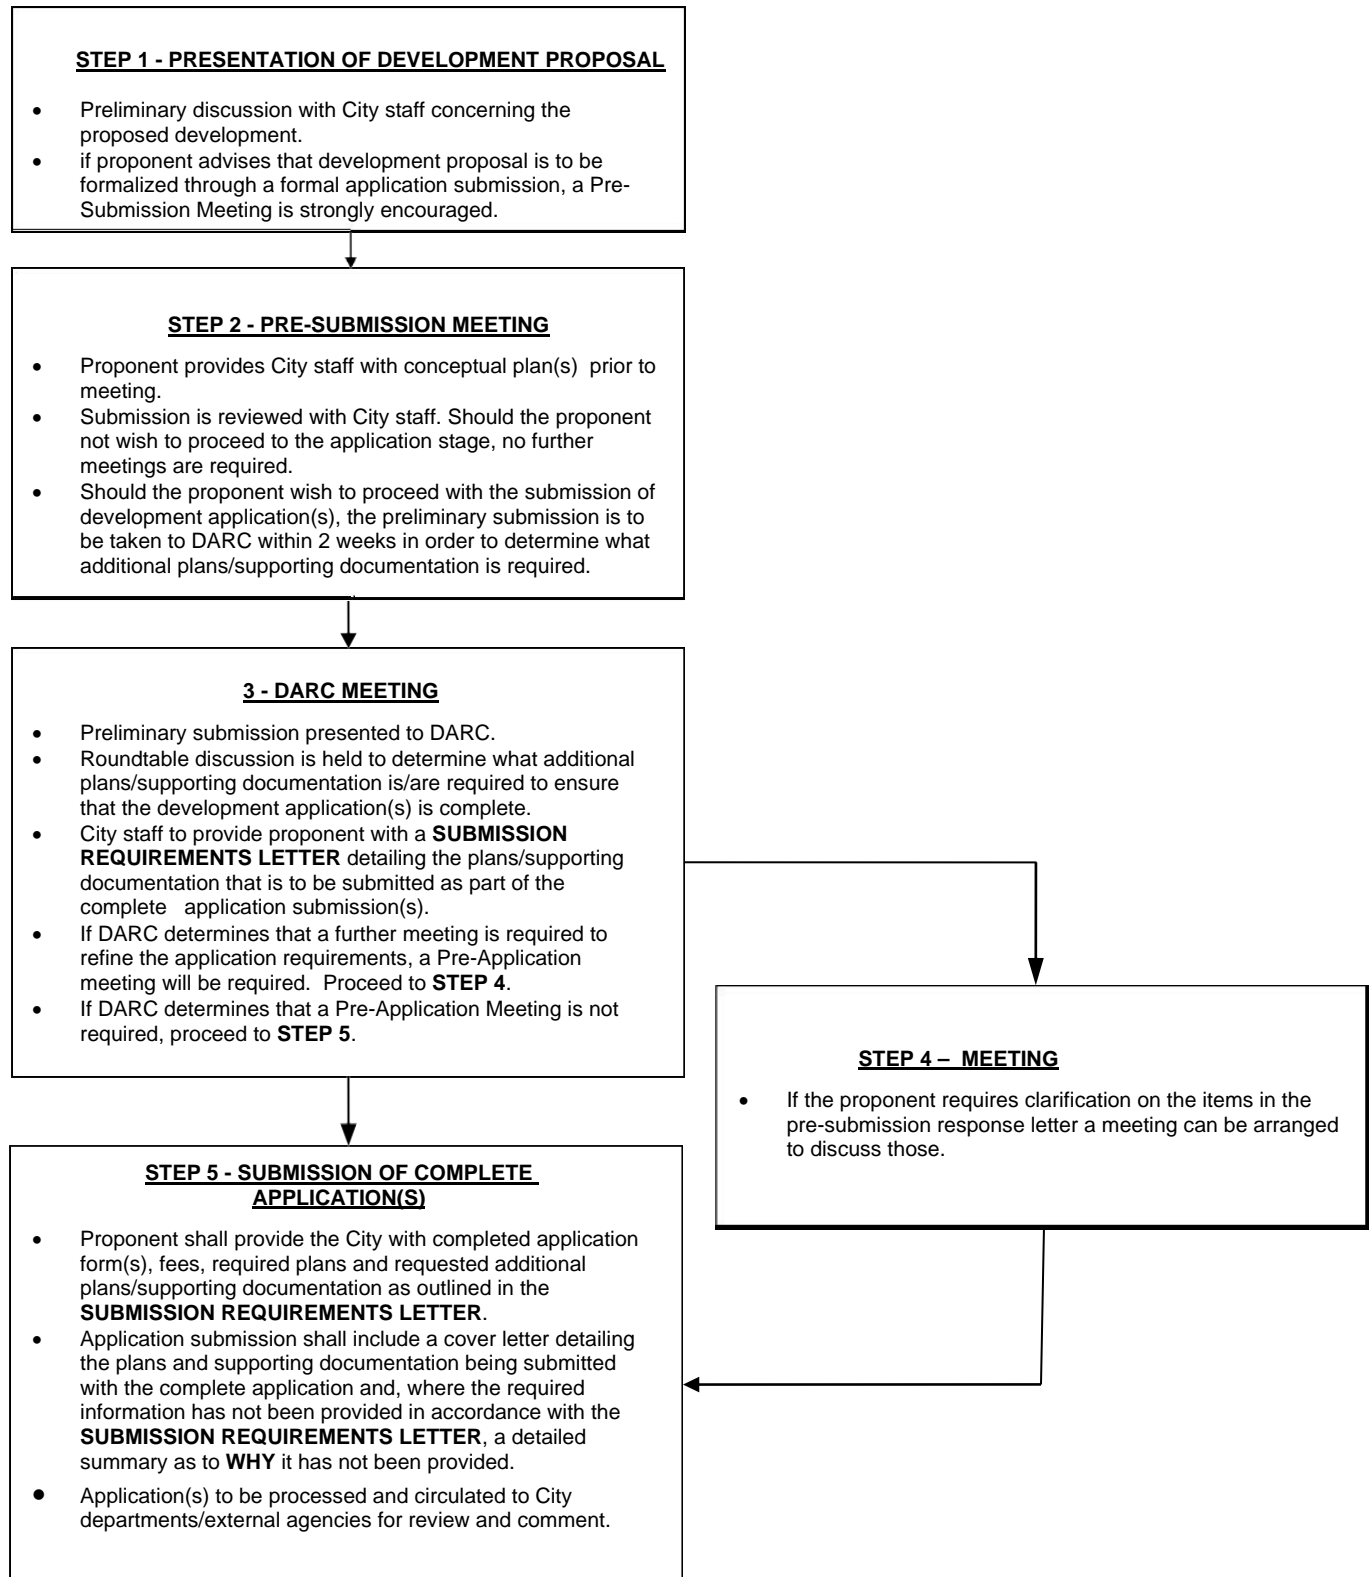 STEP 1 - PRESENTATION OF DEVELOPMENT PROPOSAL
• Preliminary discussion with City staff concerning the
proposed development.
• if proponent advises that development proposal is to be
formalized through a formal application submission, a Pre-
Submission Meeting is strongly encouraged.
STEP 2 - PRE-SUBMISSION MEETING
• Proponent provides City staff with conceptual plan(s) prior to
meeting.
• Submission is reviewed with City staff. Should the proponent
not wish to proceed to the application stage, no further
meetings are required.
• Should the proponent wish to proceed with the submission of
development application(s), the preliminary submission is to
be taken to DARC within 2 weeks in order to determine what
additional plans/supporting documentation is required.
3 - DARC MEETING
• Preliminary submission presented to DARC.
• Roundtable discussion is held to determine what additional
plans/supporting documentation is/are required to ensure
that the development application(s) is complete.
• City staff to provide proponent with a SUBMISSION
REQUIREMENTS LETTER detailing the plans/supporting
documentation that is to be submitted as part of the
complete application submission(s).
• If DARC determines that a further meeting is required to
refine the application requirements, a Pre-Application
meeting will be required. Proceed to STEP 4.
• If DARC determines that a Pre-Application Meeting is not
required, proceed to STEP 5.
STEP 4 – MEETING
• If the proponent requires clarification on the items in the
pre-submission response letter a meeting can be arranged
to discuss those.
STEP 5 - SUBMISSION OF COMPLETE
APPLICATION(S)
• Proponent shall provide the City with completed application
form(s), fees, required plans and requested additional
plans/supporting documentation as outlined in the
SUBMISSION REQUIREMENTS LETTER.
• Application submission shall include a cover letter detailing
the plans and supporting documentation being submitted
with the complete application and, where the required
information has not been provided in accordance with the
SUBMISSION REQUIREMENTS LETTER, a detailed
summary as to WHY it has not been provided.
• Application(s) to be processed and circulated to City
departments/external agencies for review and comment.